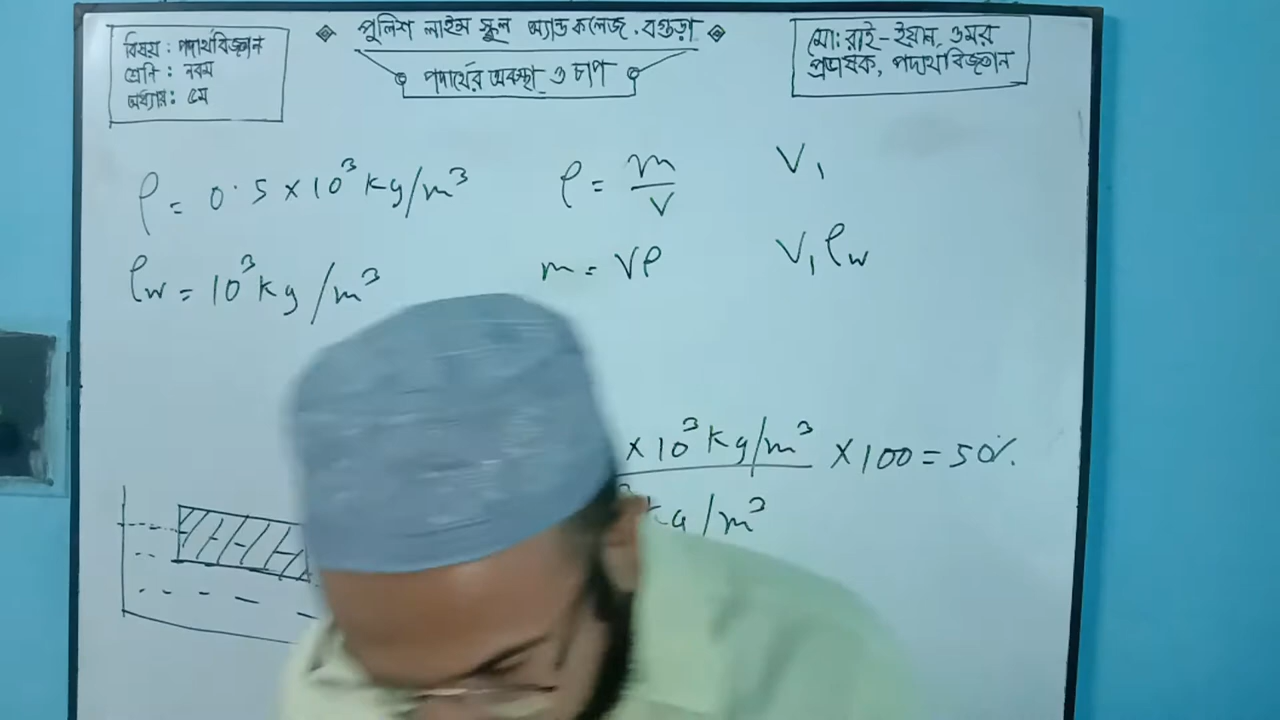 বিষয় : পদার্থবিজ্ঞান
শ্রেণি : নবম
অধ্যায় : ৫ম
পুলিশ লাইন্স স্কুল অ্যান্ড কলেজ, বগুড়া
পদার্থের অবস্থা ও চাপ
মো: রাই-ইয়ান, ওমর
প্রভাষক, পদার্থবিজ্ঞান
ρ = 0.5 × 10³ kg/m³
ρw = 10³ kg/m³
ρ = m/V
m = Vρ
V₁
V₁ρw
× 10³ kg/m³ × 100 = 50%
kg/m³